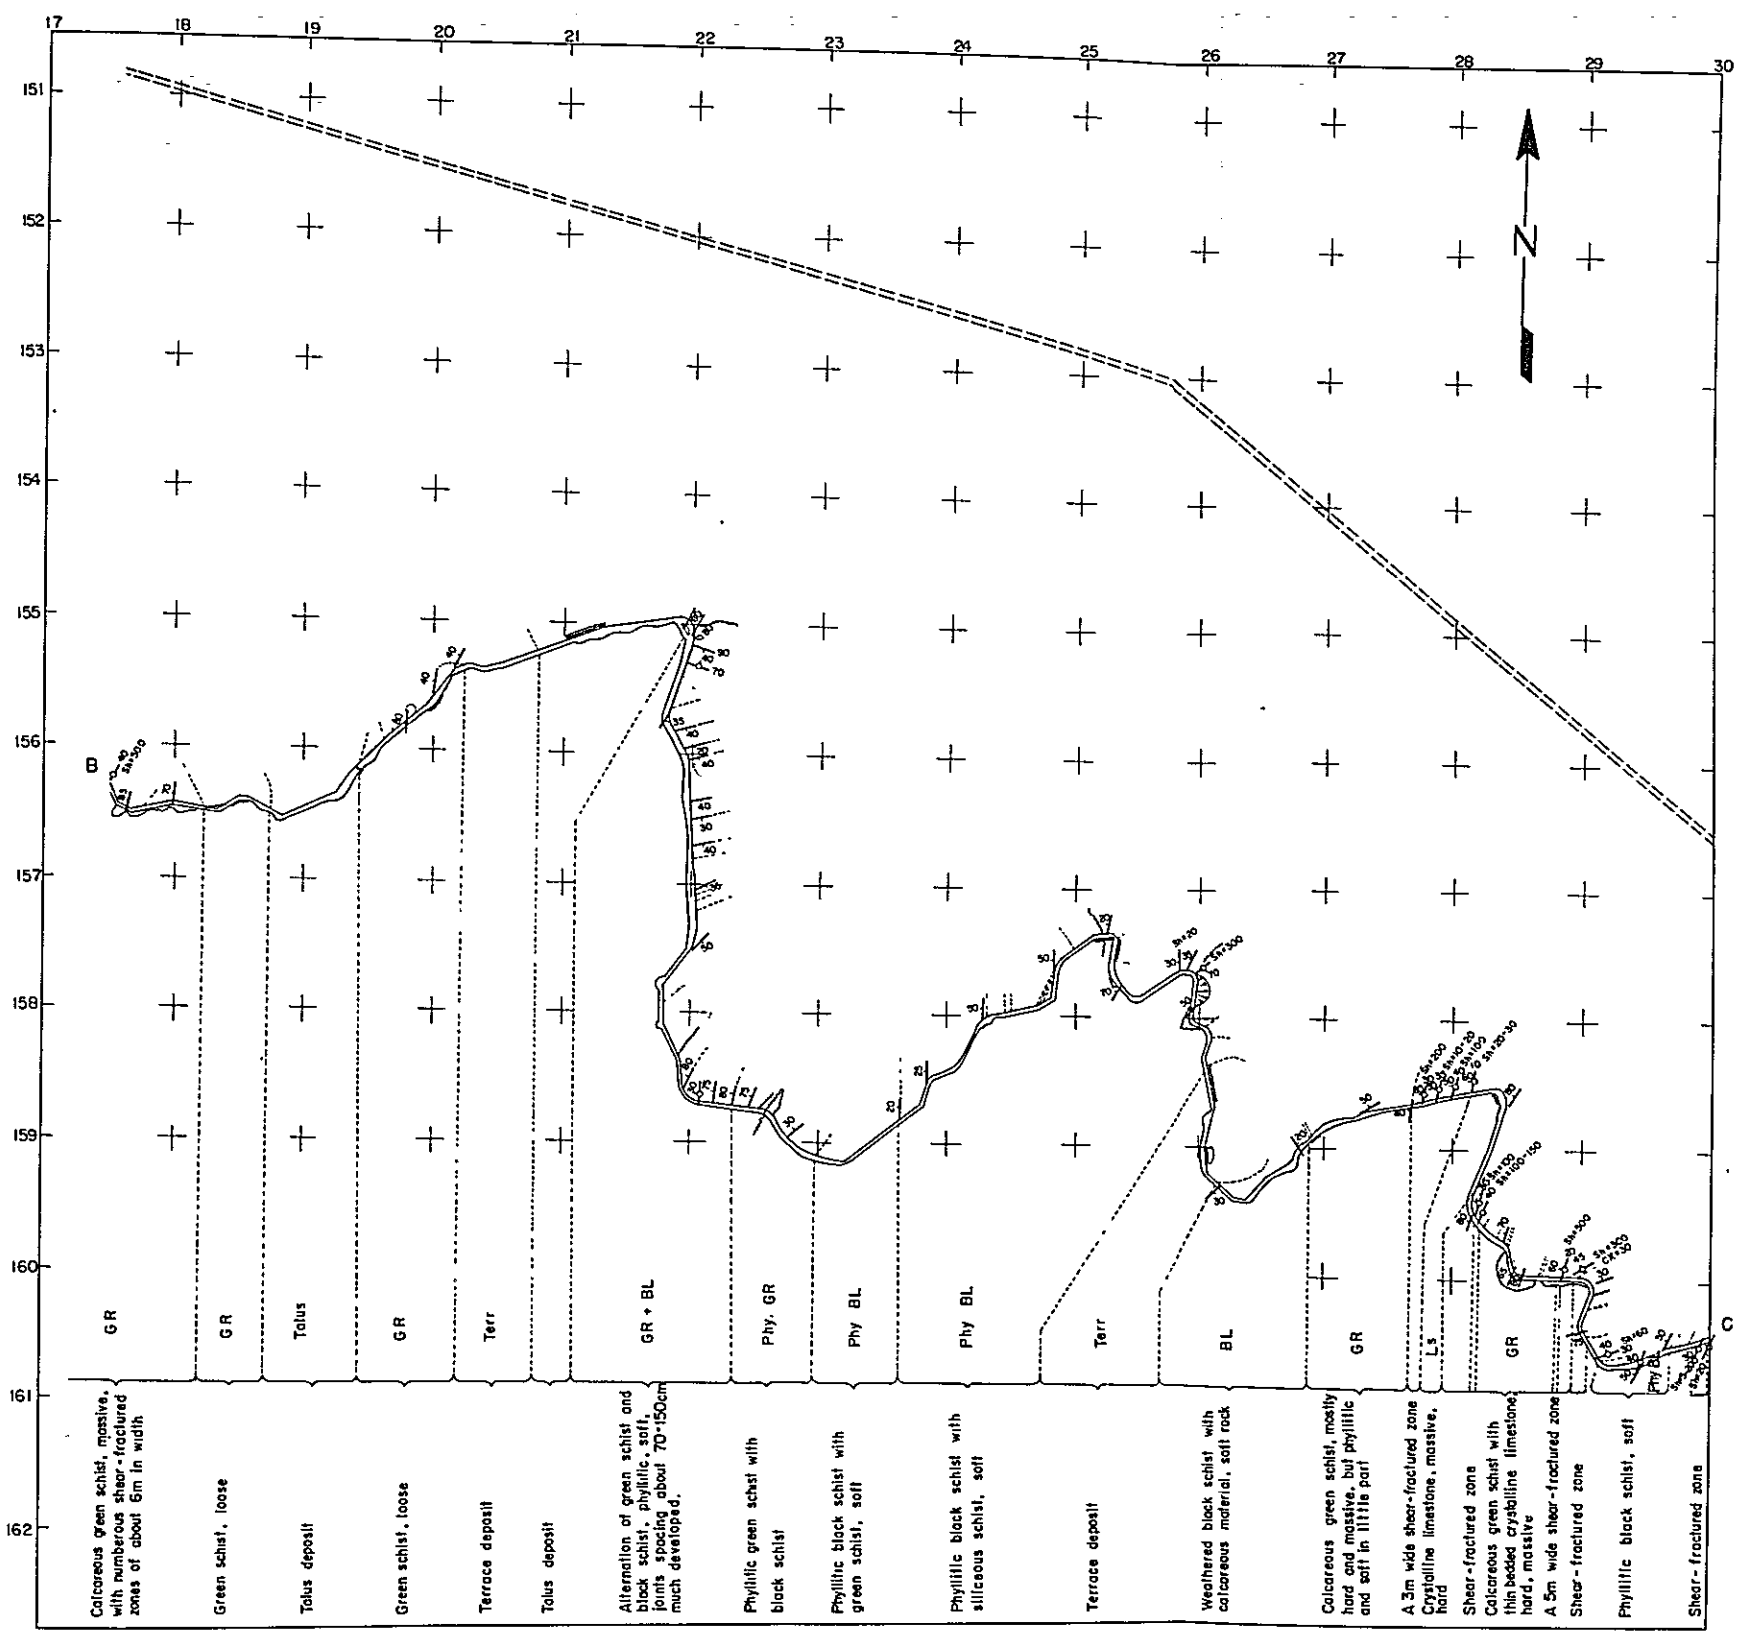 17
18
19
20
21
22
23
24
25
26
27
28
29
30
151
152
153
154
155
156
157
158
159
160
161
162
N
B
C
GR
GR
Talus
GR
Terr
GR + BL
Phy. GR
Phy BL
Phy BL
Terr
BL
GR
Ls
GR
Phy BL
Calcareous green schist, massive,
with numberous shear-fractured
zones of about 6m in width
Green schist, loose
Talus deposit
Green schist, loose
Terrace deposit
Talus deposit
Alternation of green schist and
black schist, phyllitic, soft,
joints spacing about 70-150cm
much developed.
Phyllitic green schist with
black schist
Phyllitic black schist with
green schist, soft
Phyllitic black schist with
siliceous schist, soft
Terrace deposit
Weathered black schist with
calcareous material, soft rock
Calcareous green schist, mostly
hard and massive, but phyllitic
and soft in little part
A 3m wide shear-fractured zone
Crystalline limestone, massive,
hard
Shear-fractured zone
Calcareous green schist with
thin bedded crystalline limestone,
hard, massive
A 5m wide shear-fractured zone
Shear-fractured zone
Phyllitic black schist, soft
Shear-fractured zone